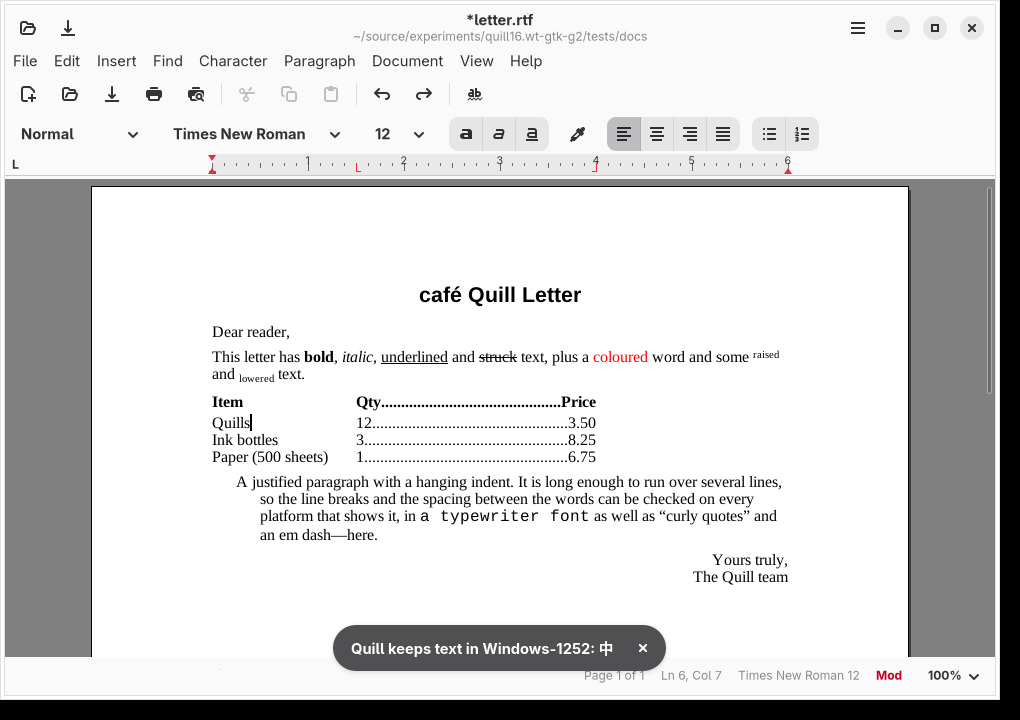 *letter.rtf
~/source/experiments/quill16.wt-gtk-g2/tests/docs
File Edit Insert Find Character Paragraph Document View Help
ab
Normal Times New Roman 12 a a a
L 1 2 3 4 5 6
café Quill Letter
Dear reader,
This letter has bold, italic, underlined and struck text, plus a coloured word and some raised
and lowered text.
Item Qty.............................................Price
Quills 12.................................................3.50
Ink bottles 3...................................................8.25
Paper (500 sheets) 1...................................................6.75
A justified paragraph with a hanging indent. It is long enough to run over several lines,
so the line breaks and the spacing between the words can be checked on every
platform that shows it, in a typewriter font as well as “curly quotes” and
an em dash—here.
Yours truly,
The Quill team
Quill keeps text in Windows-1252: 中
Page 1 of 1 Ln 6, Col 7 Times New Roman 12 Mod 100%